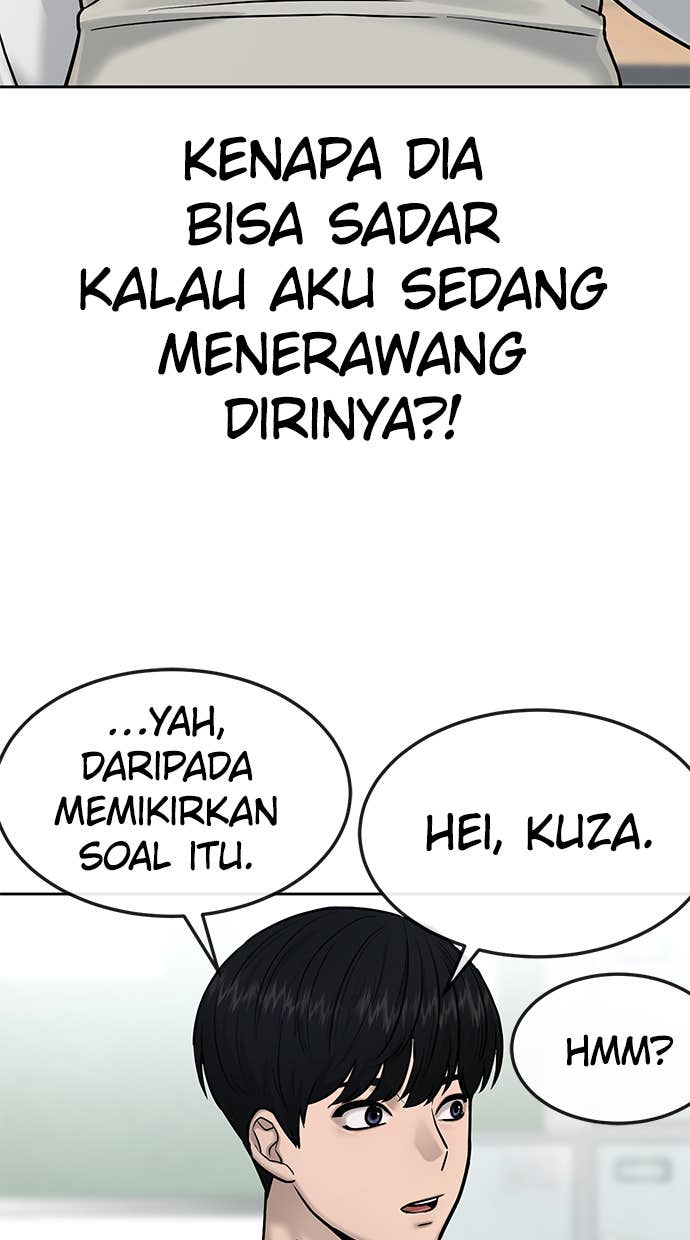 KENAPA DIA
BISA SADAR
KALAU AKU SEDANG
MENERAWANG
DIRINYA?!
...YAH,
DARIPADA
MEMIKIRKAN
SOAL ITU.
HEI, KUZA.
HMM?